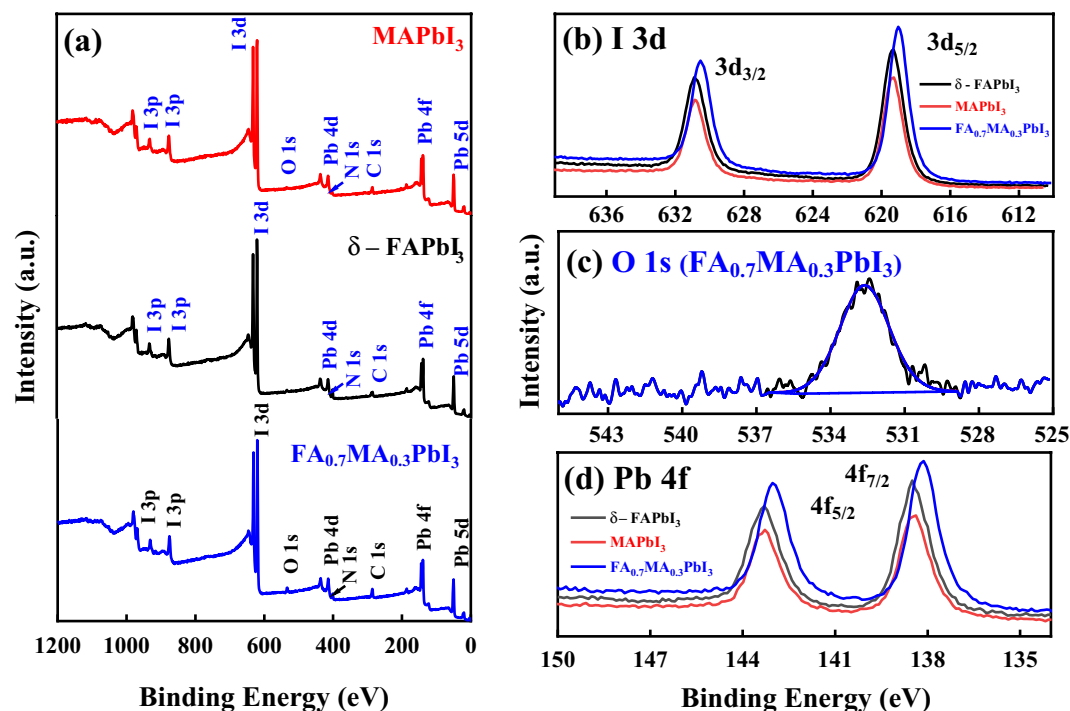 (a)
MAPbI₃
I 3d
I 3p
I 3p
O 1s
Pb 4d
N 1s
C 1s
Pb 4f
Pb 5d
I 3d
δ – FAPbI₃
I 3p
I 3p
Pb 4d
N 1s
C 1s
Pb 4f
Pb 5d
I 3d
FA₀.₇MA₀.₃PbI₃
I 3p
I 3p
O 1s
Pb 4d
N 1s
C 1s
Pb 4f
Pb 5d
1200 1000 800 600 400 200 0
Binding Energy (eV)
Intensity (a.u.)
(b) I 3d
3d₃/₂
3d₅/₂
δ - FAPbI₃
MAPbI₃
FA₀.₇MA₀.₃PbI₃
636 632 628 624 620 616 612
(c) O 1s (FA₀.₇MA₀.₃PbI₃)
543 540 537 534 531 528 525
Intensity (a.u.)
(d) Pb 4f
4f₇/₂
4f₅/₂
δ– FAPbI₃
MAPbI₃
FA₀.₇MA₀.₃PbI₃
150 147 144 141 138 135
Binding Energy (eV)